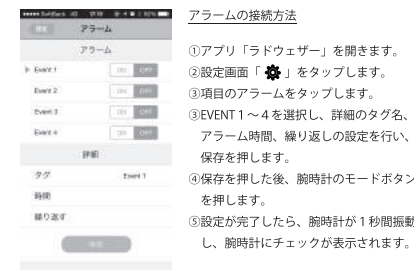 アラームの接続方法
アラーム
アラーム
Event 1 ON OFF
Event 2 ON OFF
Event 3 ON OFF
Event 4 ON OFF
詳細
タグ Event 1
時間
繰り返す
①アプリ「ラドウェザー」を開きます。
②設定画面「 」をタップします。
③項目のアラームをタップします。
③EVENT１～４を選択し、詳細のタグ名、
アラーム時間、繰り返しの設定を行い、
保存を押します。
④保存を押した後、腕時計のモードボタン
を押します。
⑤設定が完了したら、腕時計が１秒間振動
し、腕時計にチェックが表示されます。